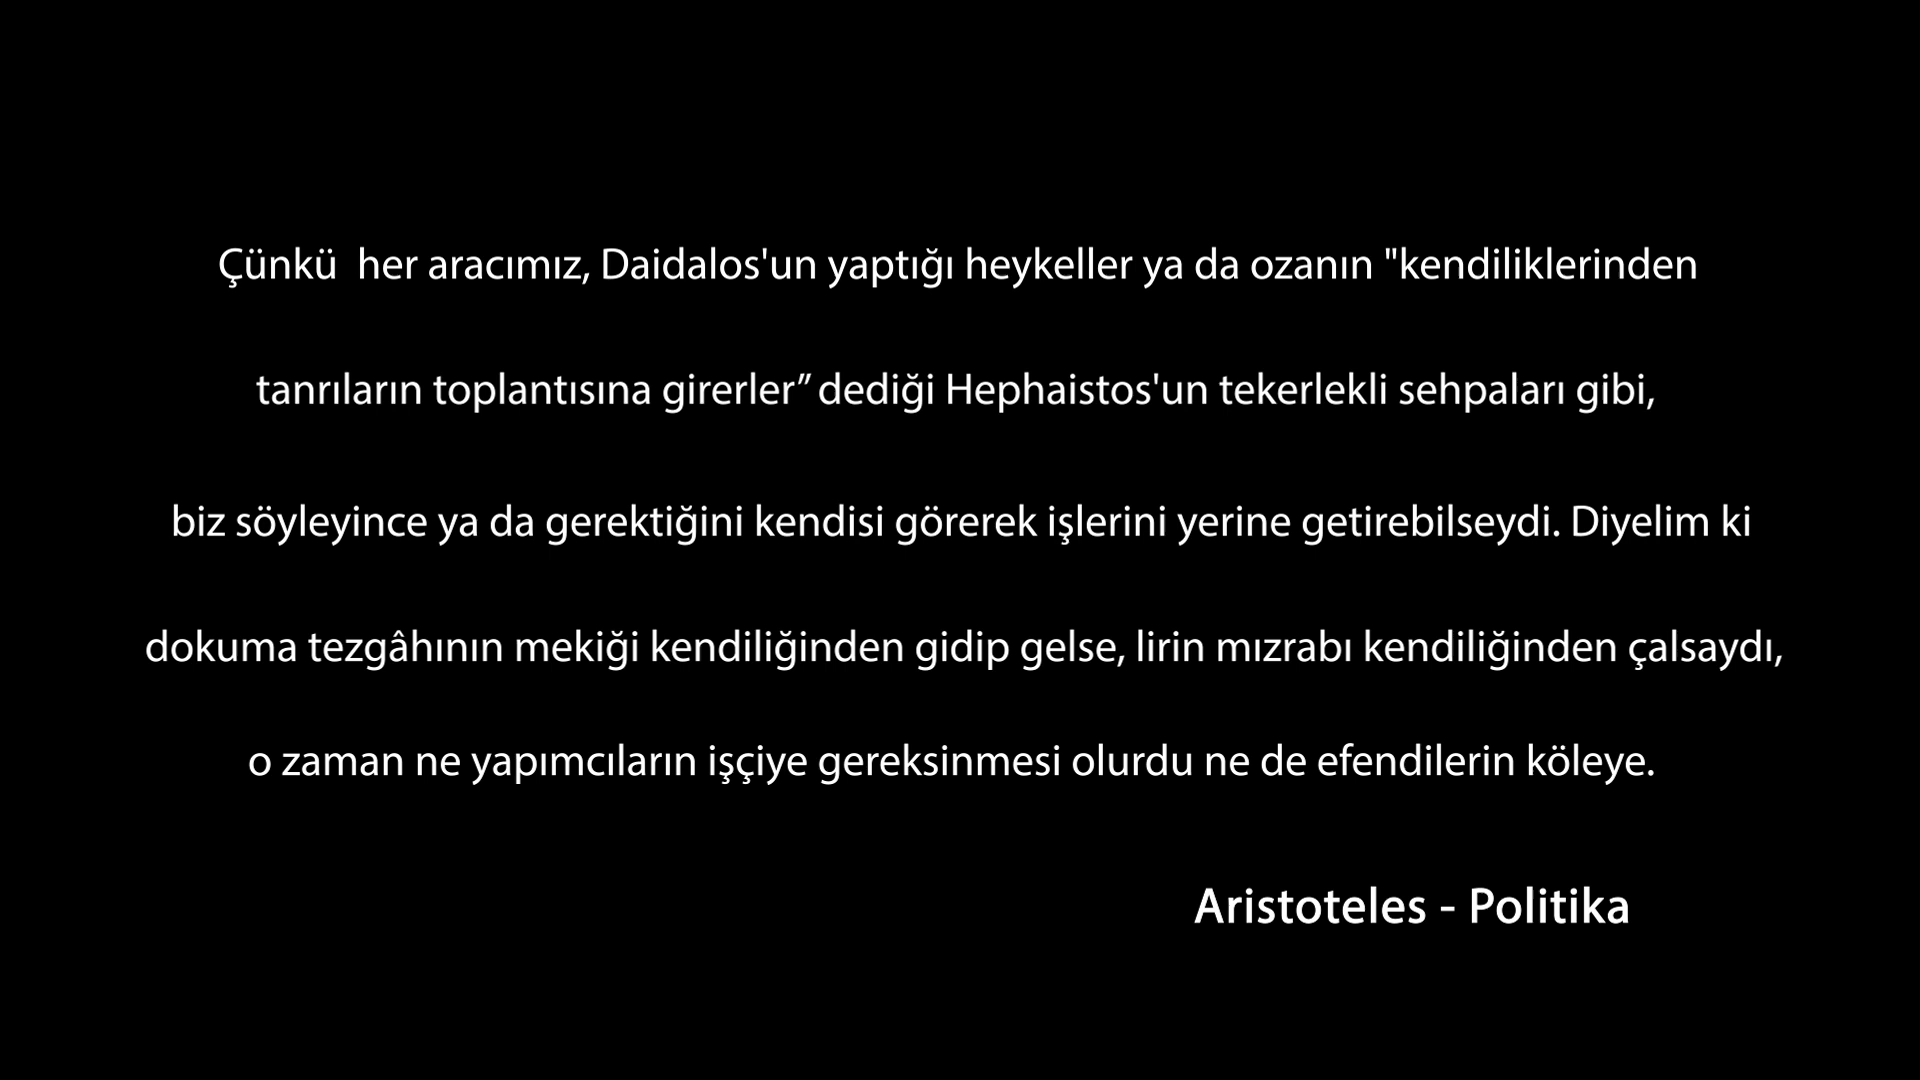 Çünkü  her aracımız, Daidalos'un yaptığı heykeller ya da ozanın "kendiliklerinden
tanrıların toplantısına girerler” dediği Hephaistos'un tekerlekli sehpaları gibi,
biz söyleyince ya da gerektiğini kendisi görerek işlerini yerine getirebilseydi. Diyelim ki
dokuma tezgâhının mekiği kendiliğinden gidip gelse, lirin mızrabı kendiliğinden çalsaydı,
o zaman ne yapımcıların işçiye gereksinmesi olurdu ne de efendilerin köleye.
Aristoteles - Politika